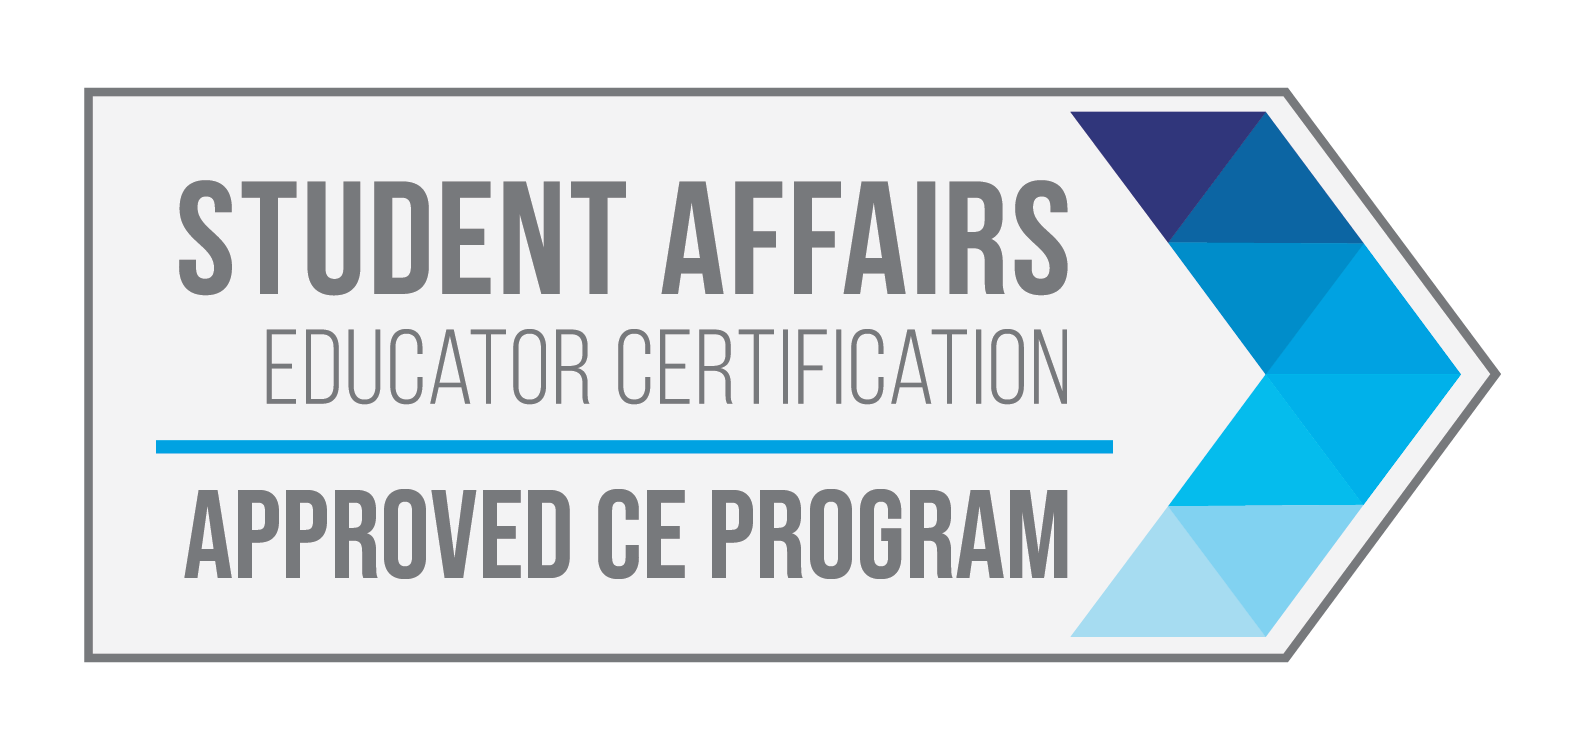 STUDENT AFFAIRS
EDUCATOR CERTIFICATION
APPROVED CE PROGRAM